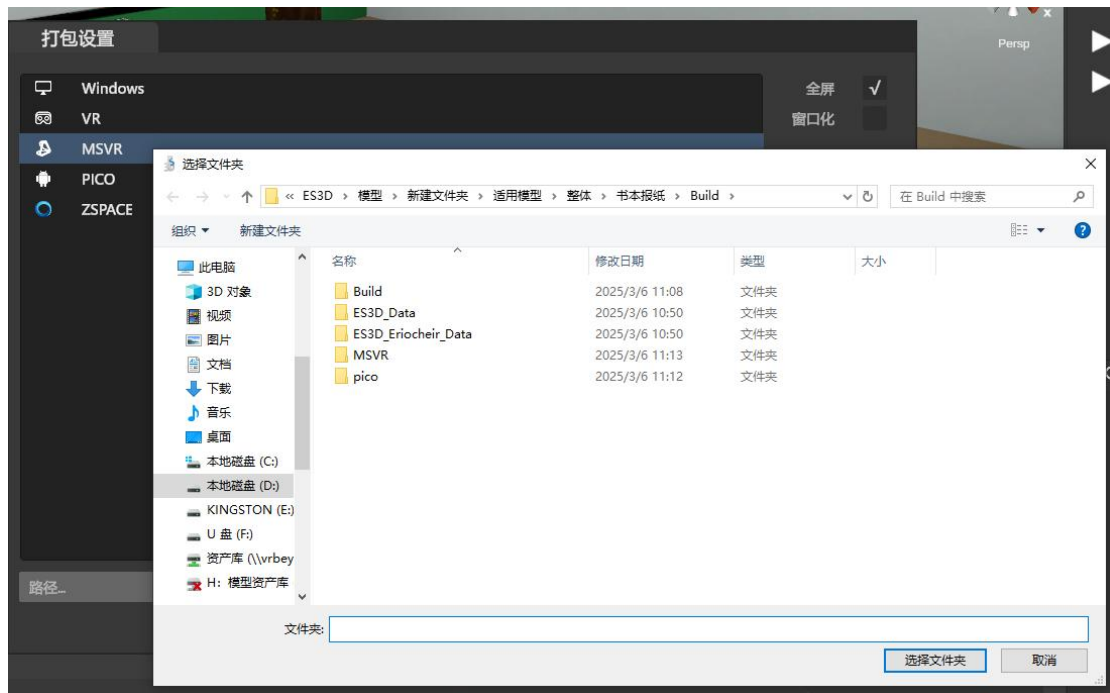 打包设置
Persp
Windows
全屏 √
VR
窗口化
MSVR
PICO
ZSPACE
选择文件夹
« ES3D › 模型 › 新建文件夹 › 适用模型 › 整体 › 书本报纸 › Build ›
在 Build 中搜索
组织 新建文件夹
名称 修改日期 类型 大小
此电脑
3D 对象
视频
图片
文档
下载
音乐
桌面
本地磁盘 (C:)
本地磁盘 (D:)
KINGSTON (E:)
U 盘 (F:)
资产库 (\\vrbey
H: 模型资产库
Build 2025/3/6 11:08 文件夹
ES3D_Data 2025/3/6 10:50 文件夹
ES3D_Eriocheir_Data 2025/3/6 10:50 文件夹
MSVR 2025/3/6 11:13 文件夹
pico 2025/3/6 11:12 文件夹
路径...
文件夹:
选择文件夹 取消